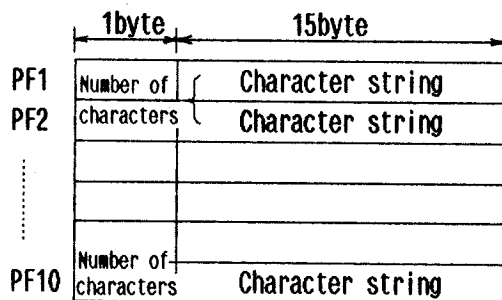 1byte 15byte
PF1 Number of Character string
PF2 characters Character string
Number of
PF10 characters Character string